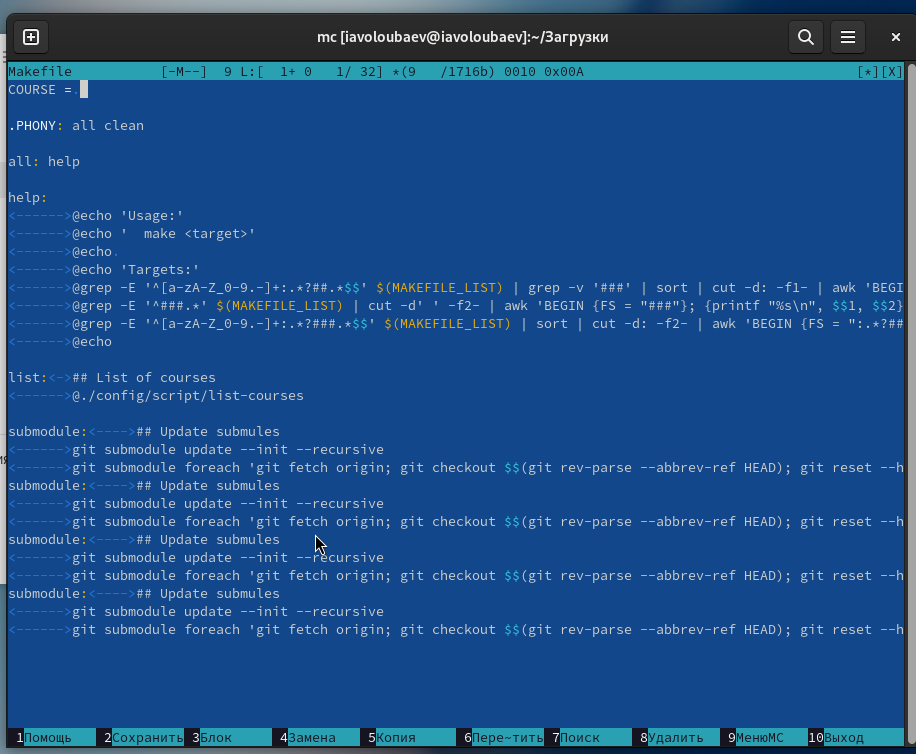 mc [iavoloubaev@iavoloubaev]:~/Загрузки
Makefile [-M--] 9 L:[ 1+ 0 1/ 32] *(9 /1716b) 0010 0x00A [*][X]
COURSE =.
.PHONY: all clean
all: help
help:
<------>@echo 'Usage:'
<------>@echo '  make <target>'
<------>@echo.
<------>@echo 'Targets:'
<------>@grep -E '^[a-zA-Z_0-9.-]+:.*?##.*$$' $(MAKEFILE_LIST) | grep -v '###' | sort | cut -d: -f1- | awk 'BEGI
<------>@grep -E '^###.*' $(MAKEFILE_LIST) | cut -d' ' -f2- | awk 'BEGIN {FS = "###"}; {printf "%s\n", $$1, $$2}
<------>@grep -E '^[a-zA-Z_0-9.-]+:.*?###.*$$' $(MAKEFILE_LIST) | sort | cut -d: -f2- | awk 'BEGIN {FS = ":.*?##
<------>@echo
list:<->## List of courses
<------>@./config/script/list-courses
submodule:<---->## Update submules
<------>git submodule update --init --recursive
<------>git submodule foreach 'git fetch origin; git checkout $$(git rev-parse --abbrev-ref HEAD); git reset --h
submodule:<---->## Update submules
<------>git submodule update --init --recursive
<------>git submodule foreach 'git fetch origin; git checkout $$(git rev-parse --abbrev-ref HEAD); git reset --h
submodule:<---->## Update submules
<------>git submodule update --init --recursive
<------>git submodule foreach 'git fetch origin; git checkout $$(git rev-parse --abbrev-ref HEAD); git reset --h
submodule:<---->## Update submules
<------>git submodule update --init --recursive
<------>git submodule foreach 'git fetch origin; git checkout $$(git rev-parse --abbrev-ref HEAD); git reset --h
1Помощь 2Сохранить 3Блок 4Замена 5Копия 6Пере~тить 7Поиск 8Удалить 9МенюMC 10Выход